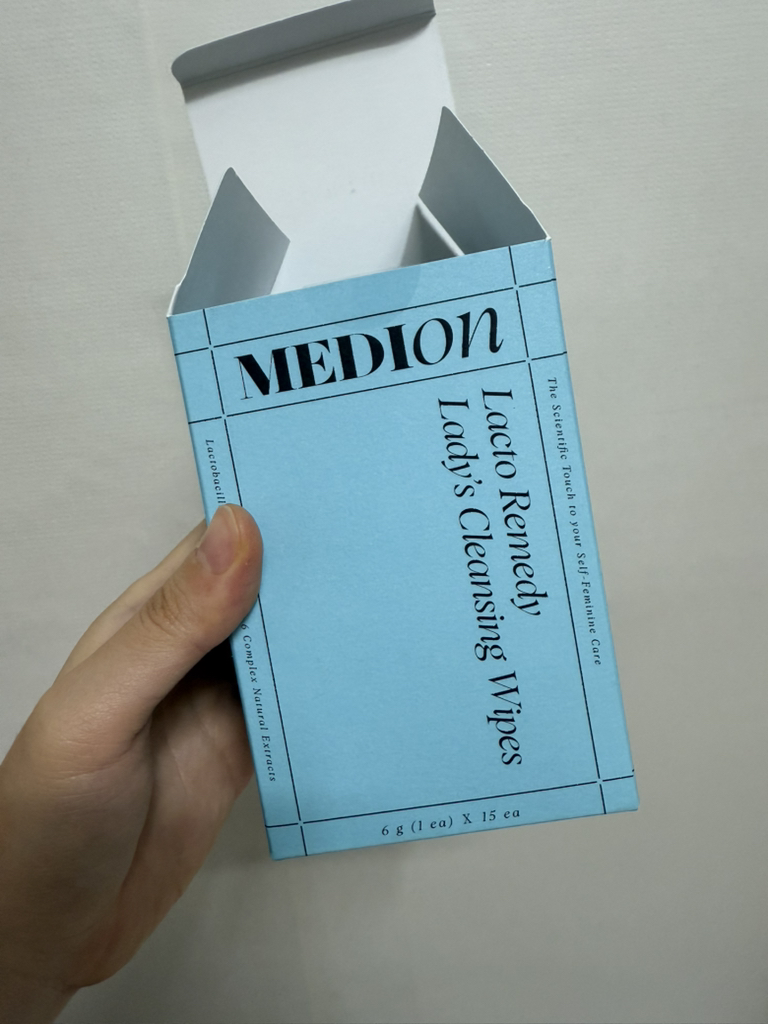 MEDION
Lacto Remedy
Lady's Cleansing Wipes
The Scientific Touch to your Self-Feminine Care
6 Complex Natural Extracts
6 g (1 ea) X 15 ea